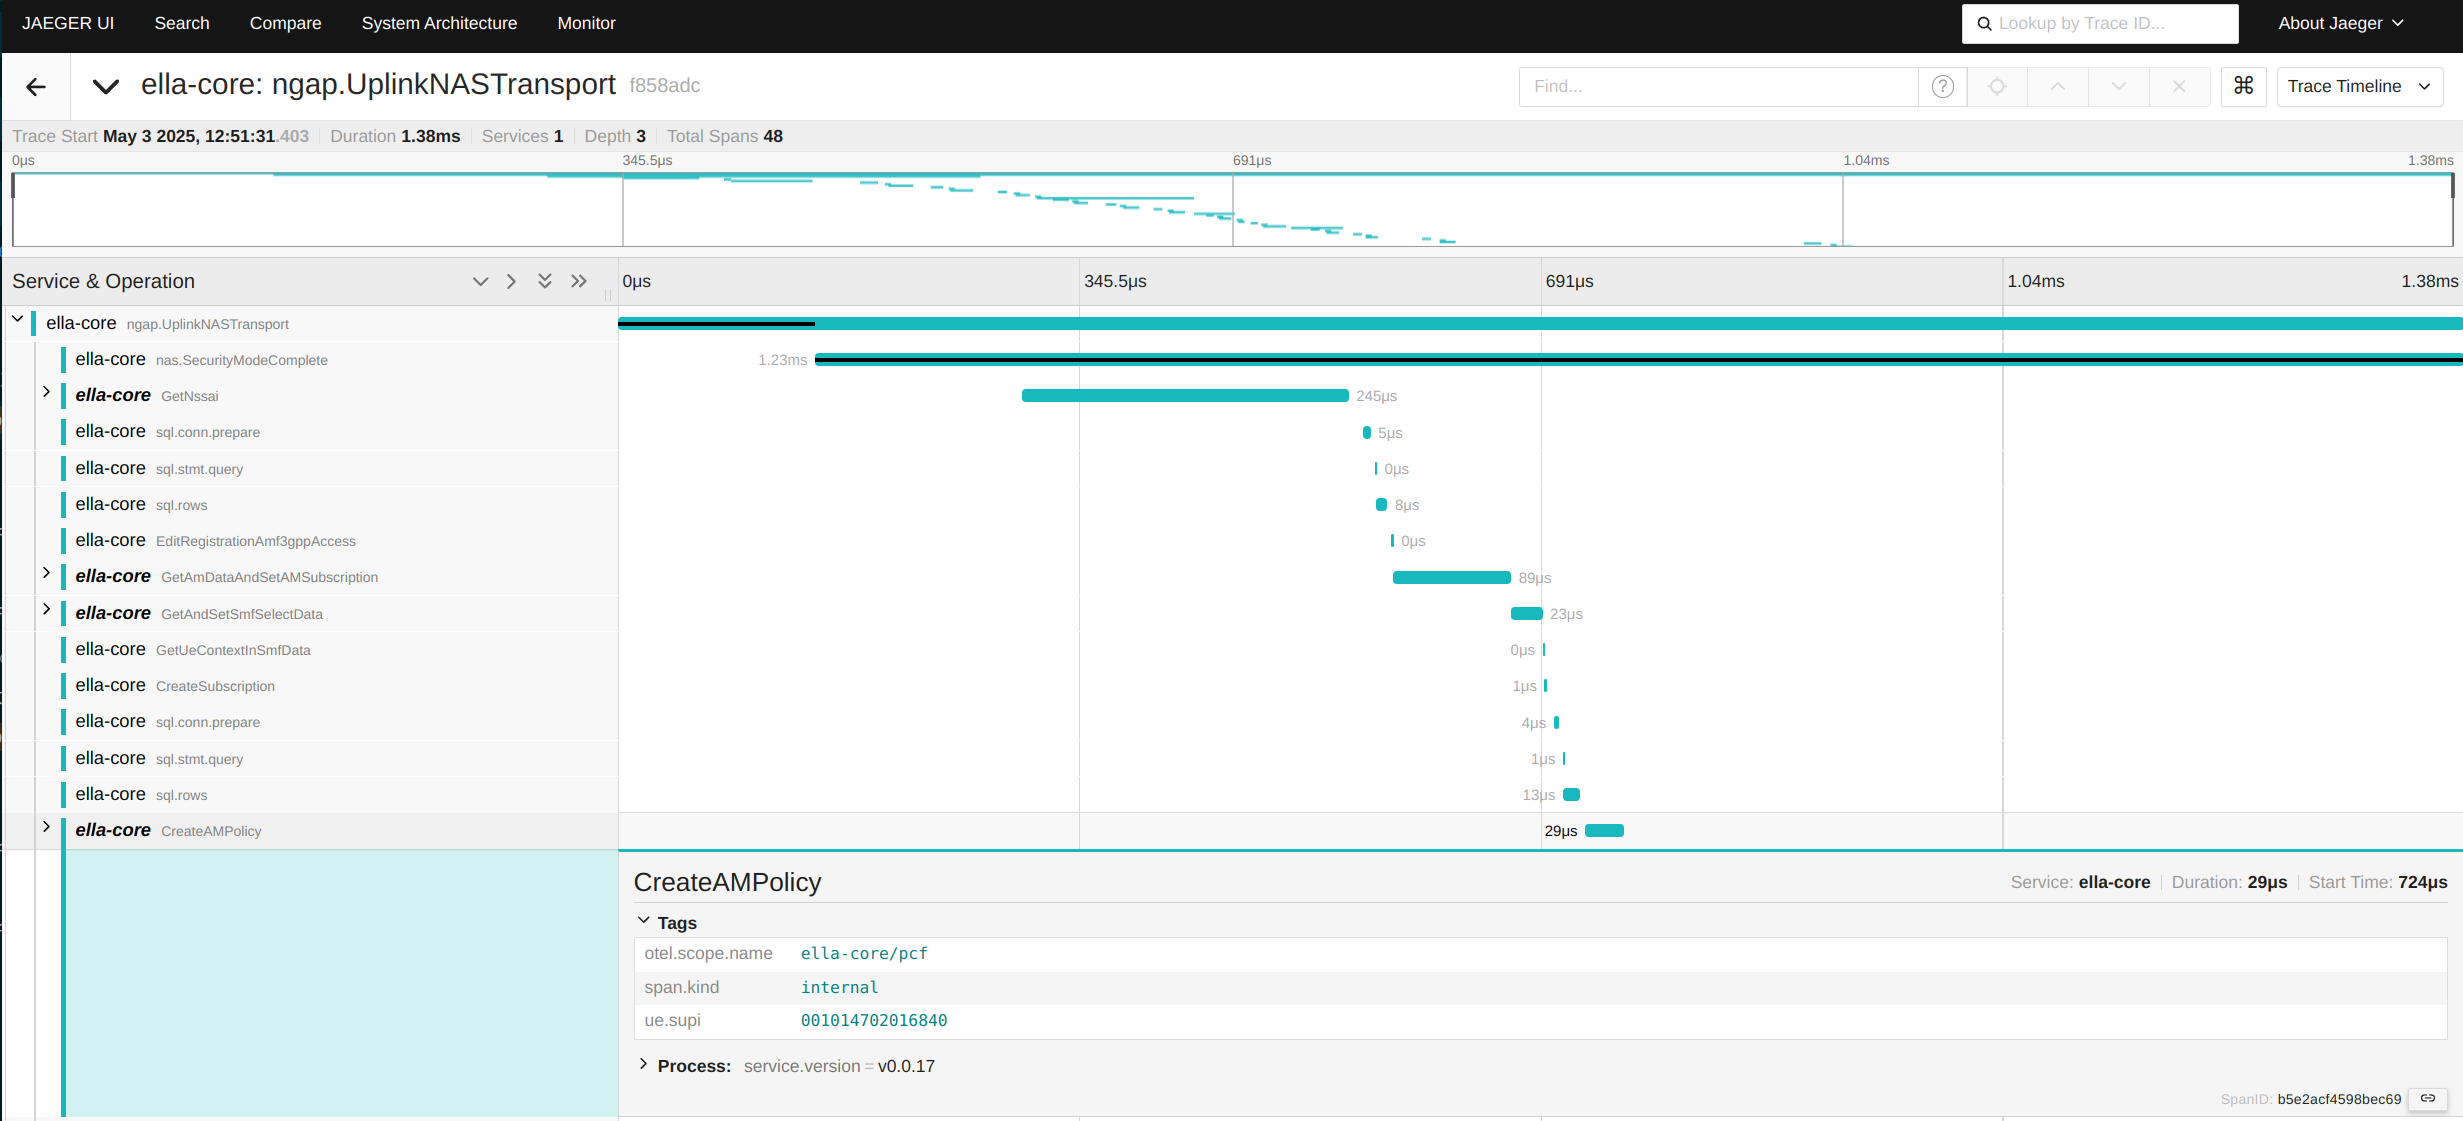 JAEGER UI Search Compare System Architecture Monitor Lookup by Trace ID... About Jaeger
ella-core: ngap.UplinkNASTransport f858adc Find... ? ⌘ Trace Timeline
Trace Start May 3 2025, 12:51:31.403 Duration 1.38ms Services 1 Depth 3 Total Spans 48
0μs 345.5μs 691μs 1.04ms 1.38ms
Service & Operation 0μs 345.5μs 691μs 1.04ms 1.38ms
ella-core ngap.UplinkNASTransport
ella-core nas.SecurityModeComplete 1.23ms
ella-core GetNssai 245μs
ella-core sql.conn.prepare 5μs
ella-core sql.stmt.query 0μs
ella-core sql.rows 8μs
ella-core EditRegistrationAmf3gppAccess 0μs
ella-core GetAmDataAndSetAMSubscription 89μs
ella-core GetAndSetSmfSelectData 23μs
ella-core GetUeContextInSmfData 0μs
ella-core CreateSubscription 1μs
ella-core sql.conn.prepare 4μs
ella-core sql.stmt.query 1μs
ella-core sql.rows 13μs
ella-core CreateAMPolicy 29μs
CreateAMPolicy Service: ella-core Duration: 29μs Start Time: 724μs
Tags
otel.scope.name ella-core/pcf
span.kind internal
ue.supi 001014702016840
Process: service.version = v0.0.17
SpanID: b5e2acf4598bec69